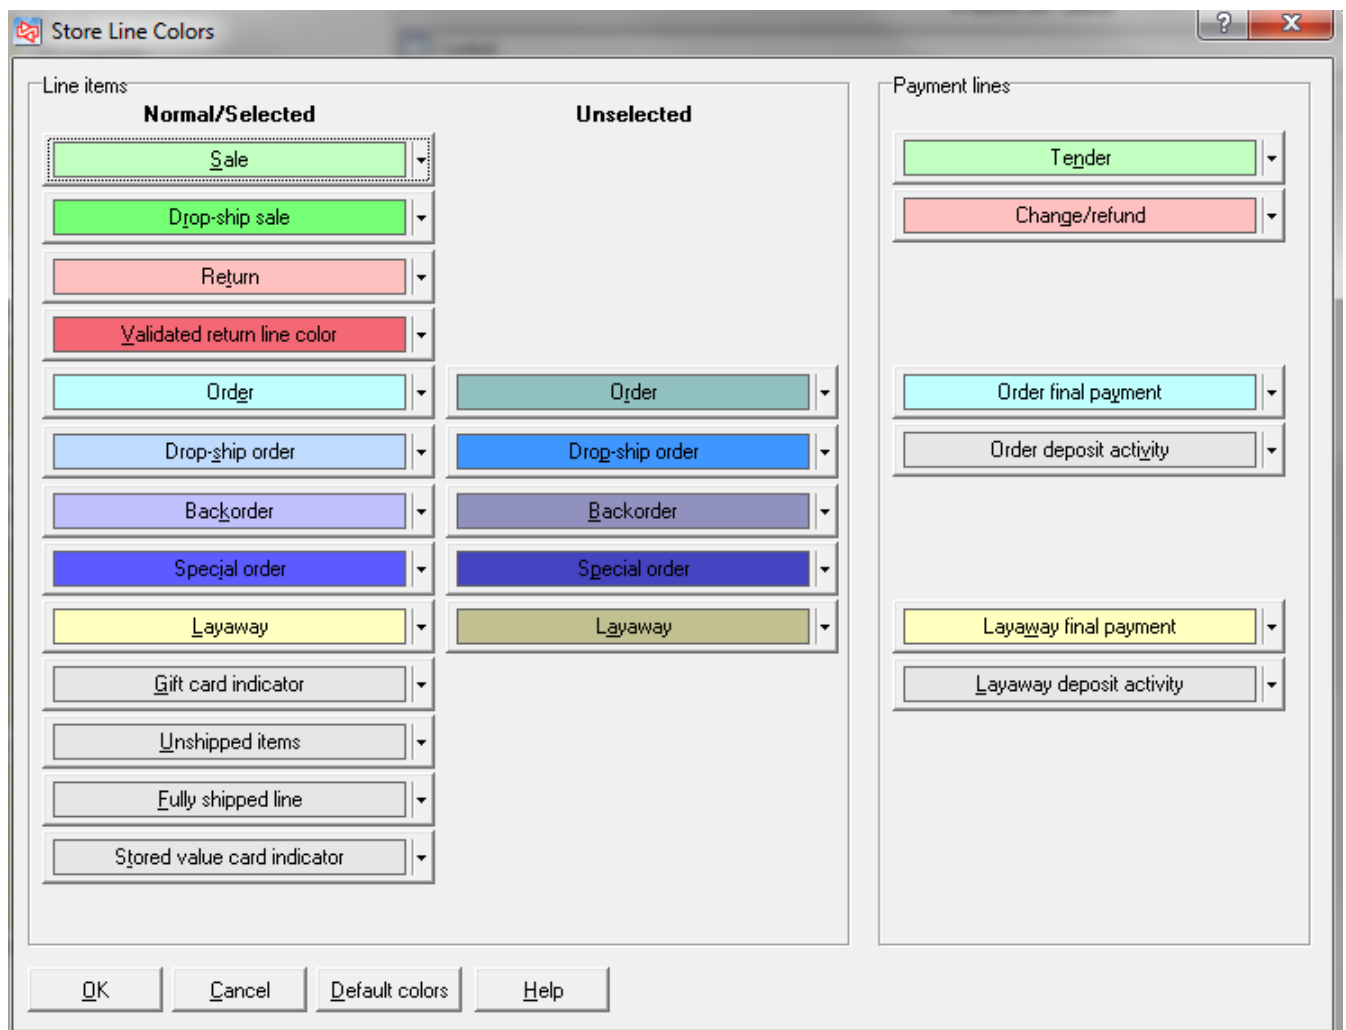 Store Line Colors
Line items
Normal/Selected
Unselected
Sale
Drop-ship sale
Return
Validated return line color
Order
Order
Drop-ship order
Drop-ship order
Backorder
Backorder
Special order
Special order
Layaway
Layaway
Gift card indicator
Unshipped items
Fully shipped line
Stored value card indicator
Payment lines
Tender
Change/refund
Order final payment
Order deposit activity
Layaway final payment
Layaway deposit activity
OK
Cancel
Default colors
Help